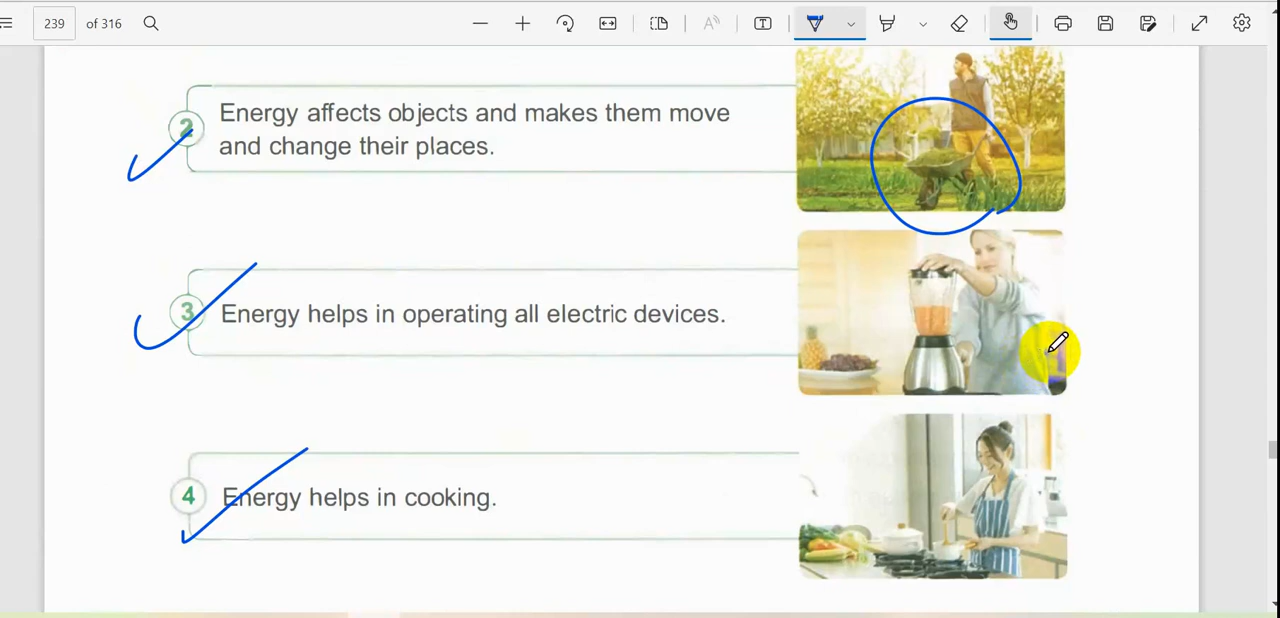 239 of 316
2 Energy affects objects and makes them move
and change their places.
3 Energy helps in operating all electric devices.
4 Energy helps in cooking.